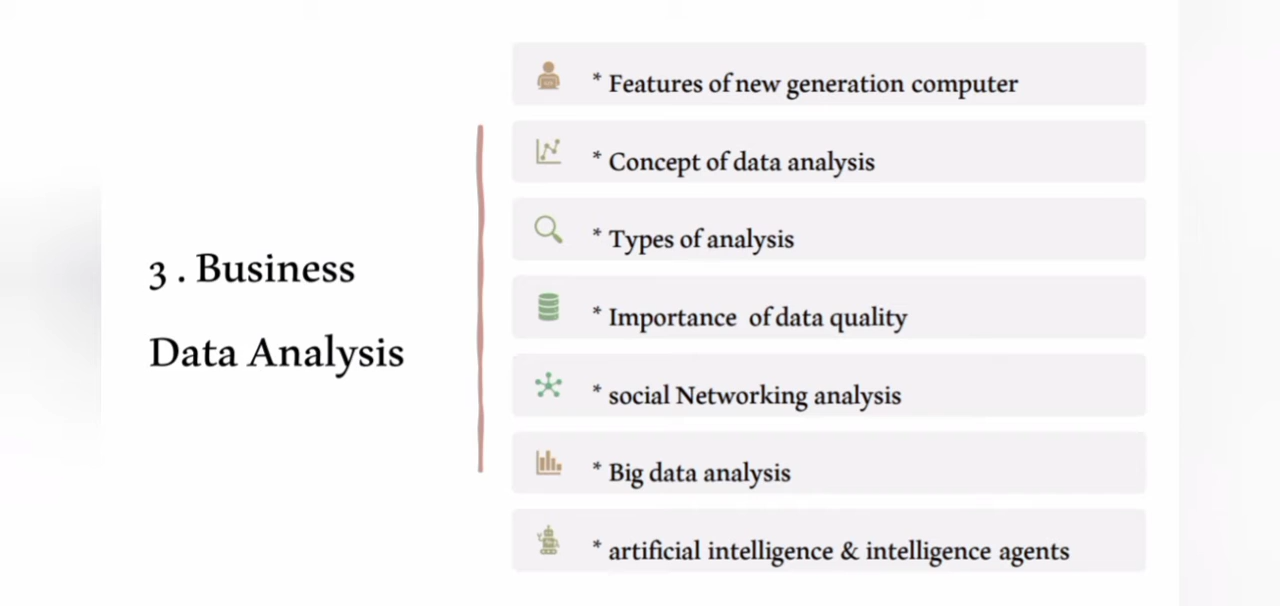 3 . Business
Data Analysis
* Features of new generation computer
* Concept of data analysis
* Types of analysis
* Importance of data quality
* social Networking analysis
* Big data analysis
* artificial intelligence & intelligence agents